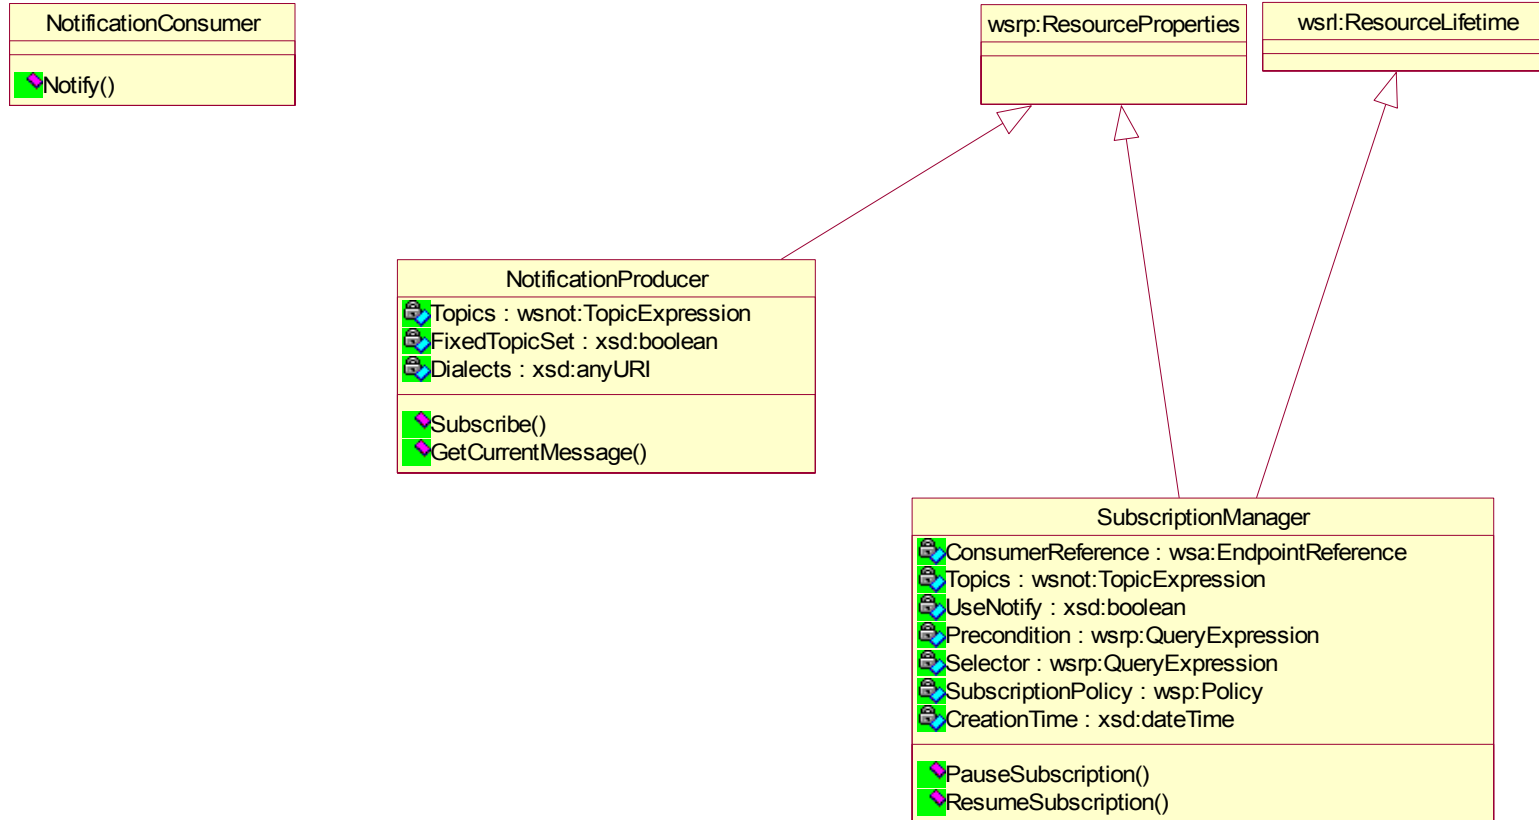 NotificationConsumer
Notify()
wsrp:ResourceProperties
wsrl:ResourceLifetime
NotificationProducer
Topics : wsnot:TopicExpression
FixedTopicSet : xsd:boolean
Dialects : xsd:anyURI
Subscribe()
GetCurrentMessage()
SubscriptionManager
ConsumerReference : wsa:EndpointReference
Topics : wsnot:TopicExpression
UseNotify : xsd:boolean
Precondition : wsrp:QueryExpression
Selector : wsrp:QueryExpression
SubscriptionPolicy : wsp:Policy
CreationTime : xsd:dateTime
PauseSubscription()
ResumeSubscription()